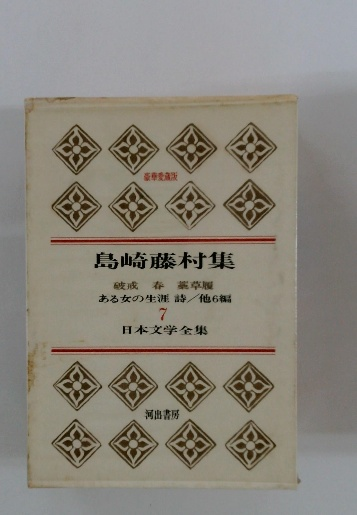 豪華愛蔵版
島崎藤村集
破戒 春 藁草履
ある女の生涯 詩／他6編
7
日本文学全集
河出書房